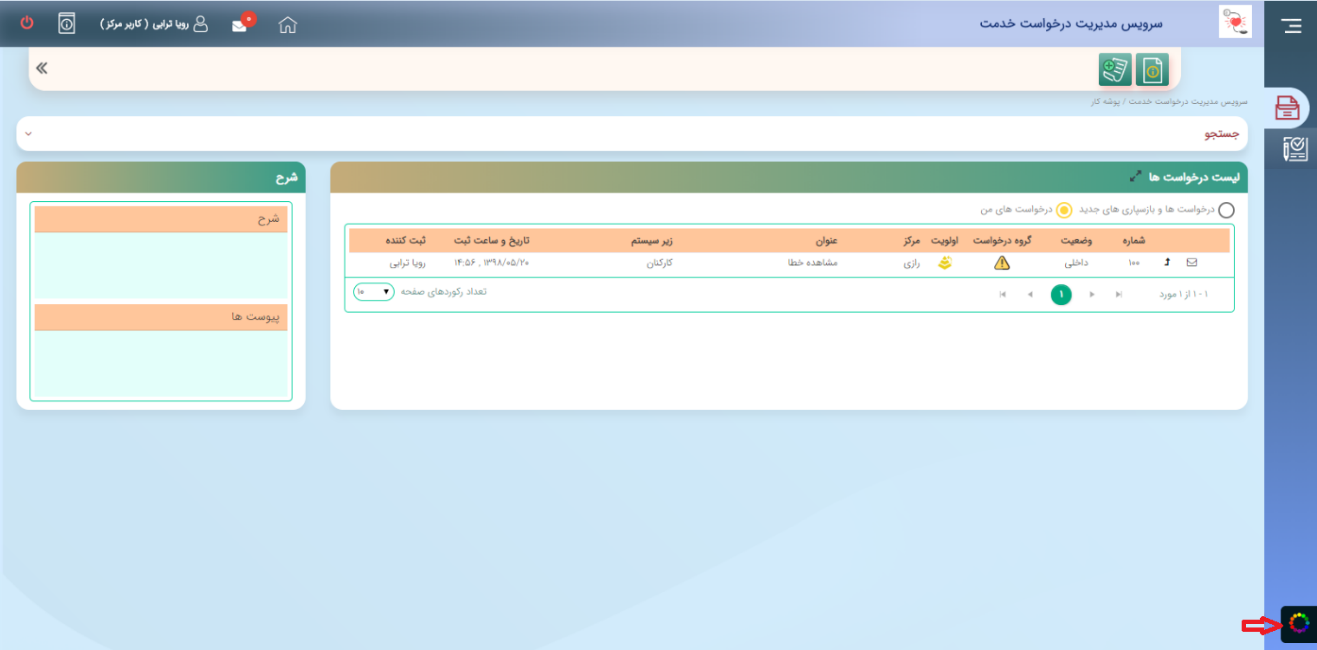 سرویس مدیریت درخواست خدمت
رویا ترابی ( کاربر مرکز )
۰
سرویس مدیریت درخواست خدمت / پوشه کار
جستجو
لیست درخواست ها
درخواست ها و بازسپاری های جدید درخواست های من
شماره وضعیت گروه درخواست اولویت مرکز عنوان زیر سیستم تاریخ و ساعت ثبت ثبت کننده
۱۰۰ داخلی رازی مشاهده خطا کارکنان ۱۳۹۸/۰۵/۲۰ , ۱۴:۵۶ رویا ترابی
۱ - ۱ از ۱ مورد ۱ تعداد رکوردهای صفحه ۱۰
شرح
شرح
پیوست ها